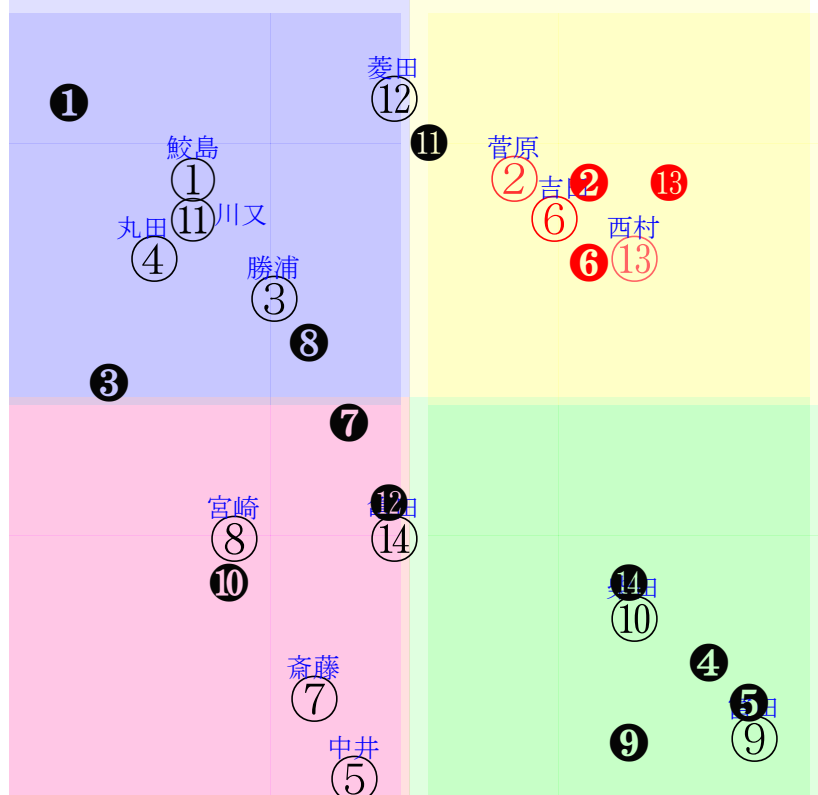 菱田
⑫
❶
⓫
鮫島
菅原
①
②
吉田
❷
⓭
⑪
川又
⑥
丸田
西村
④
勝浦
❻
⑬
③
❽
❸
❼
宮崎
⓬
⑧
⑭
❿
⓮
⑩
斎藤
❹
⑦
❺
中井
❾
⑨
⑤